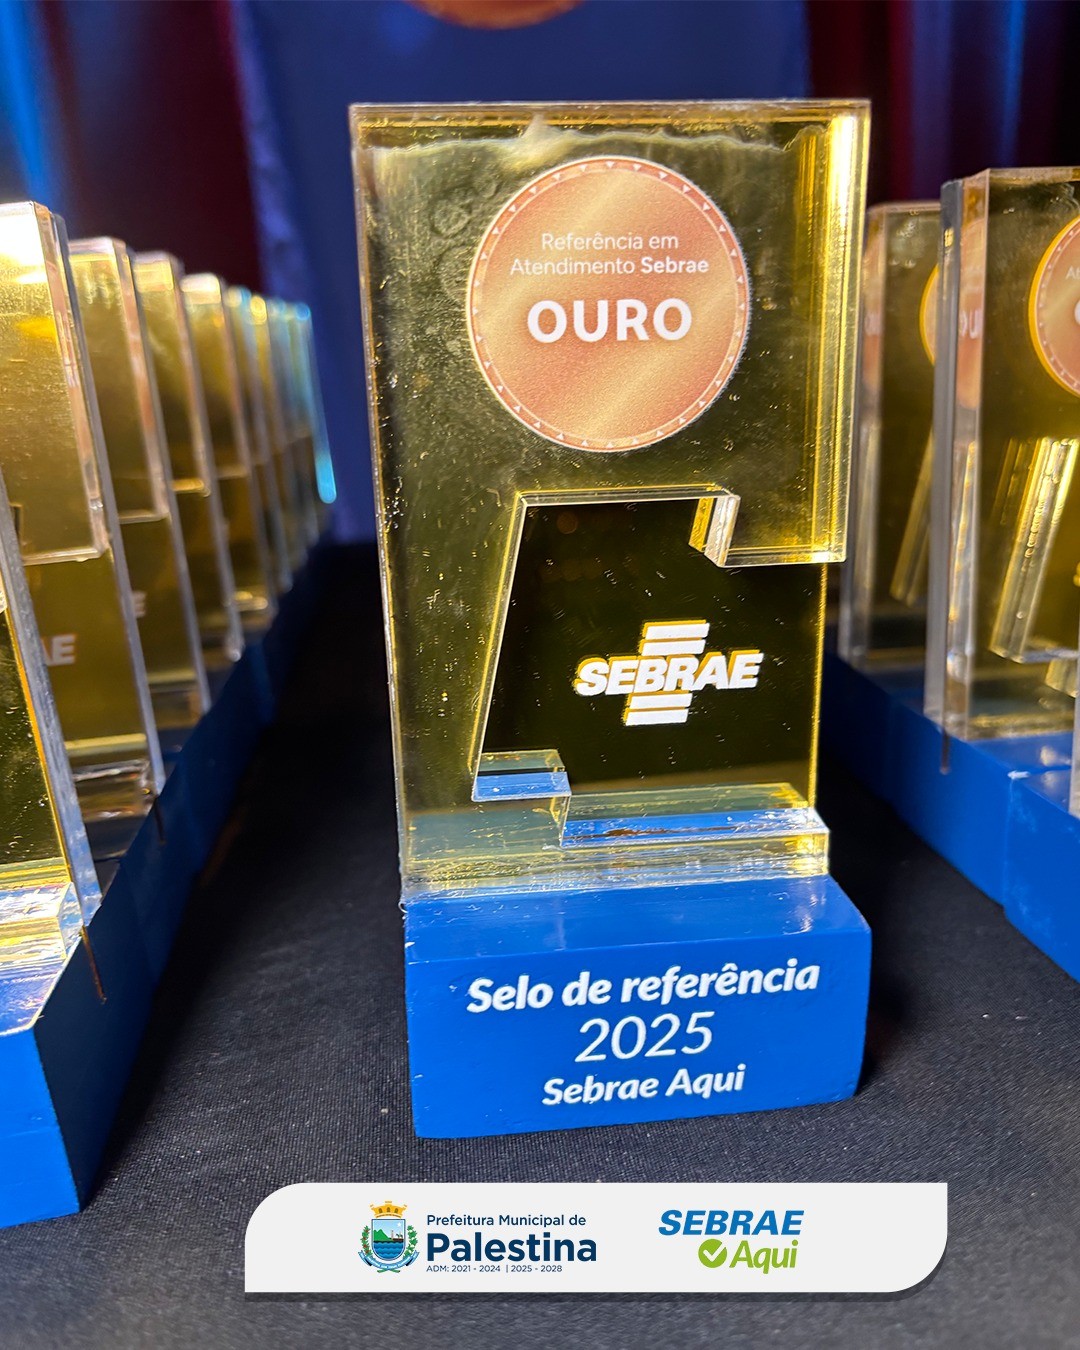 Referência em
Atendimento Sebrae
OURO
SEBRAE
Selo de referência
2025
Sebrae Aqui
Prefeitura Municipal de
Palestina
ADM: 2021 - 2024 | 2025 - 2028
SEBRAE
Aqui